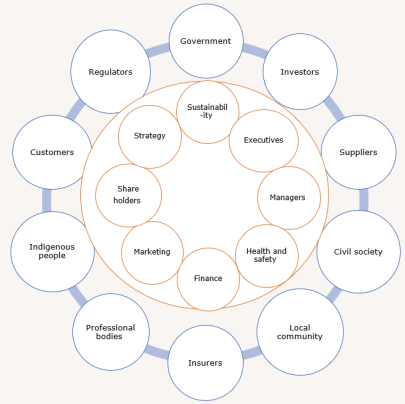 Government
Regulators
Investors
Sustainabil
-ity
Strategy
Executives
Customers
Suppliers
Share
holders
Managers
Indigenous
people
Marketing
Health and
safety
Civil society
Finance
Professional
bodies
Local
community
Insurers